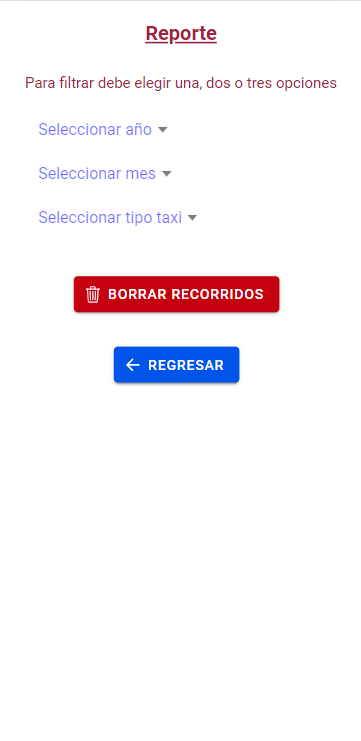 Reporte
Para filtrar debe elegir una, dos o tres opciones
Seleccionar año
Seleccionar mes
Seleccionar tipo taxi
BORRAR RECORRIDOS
REGRESAR